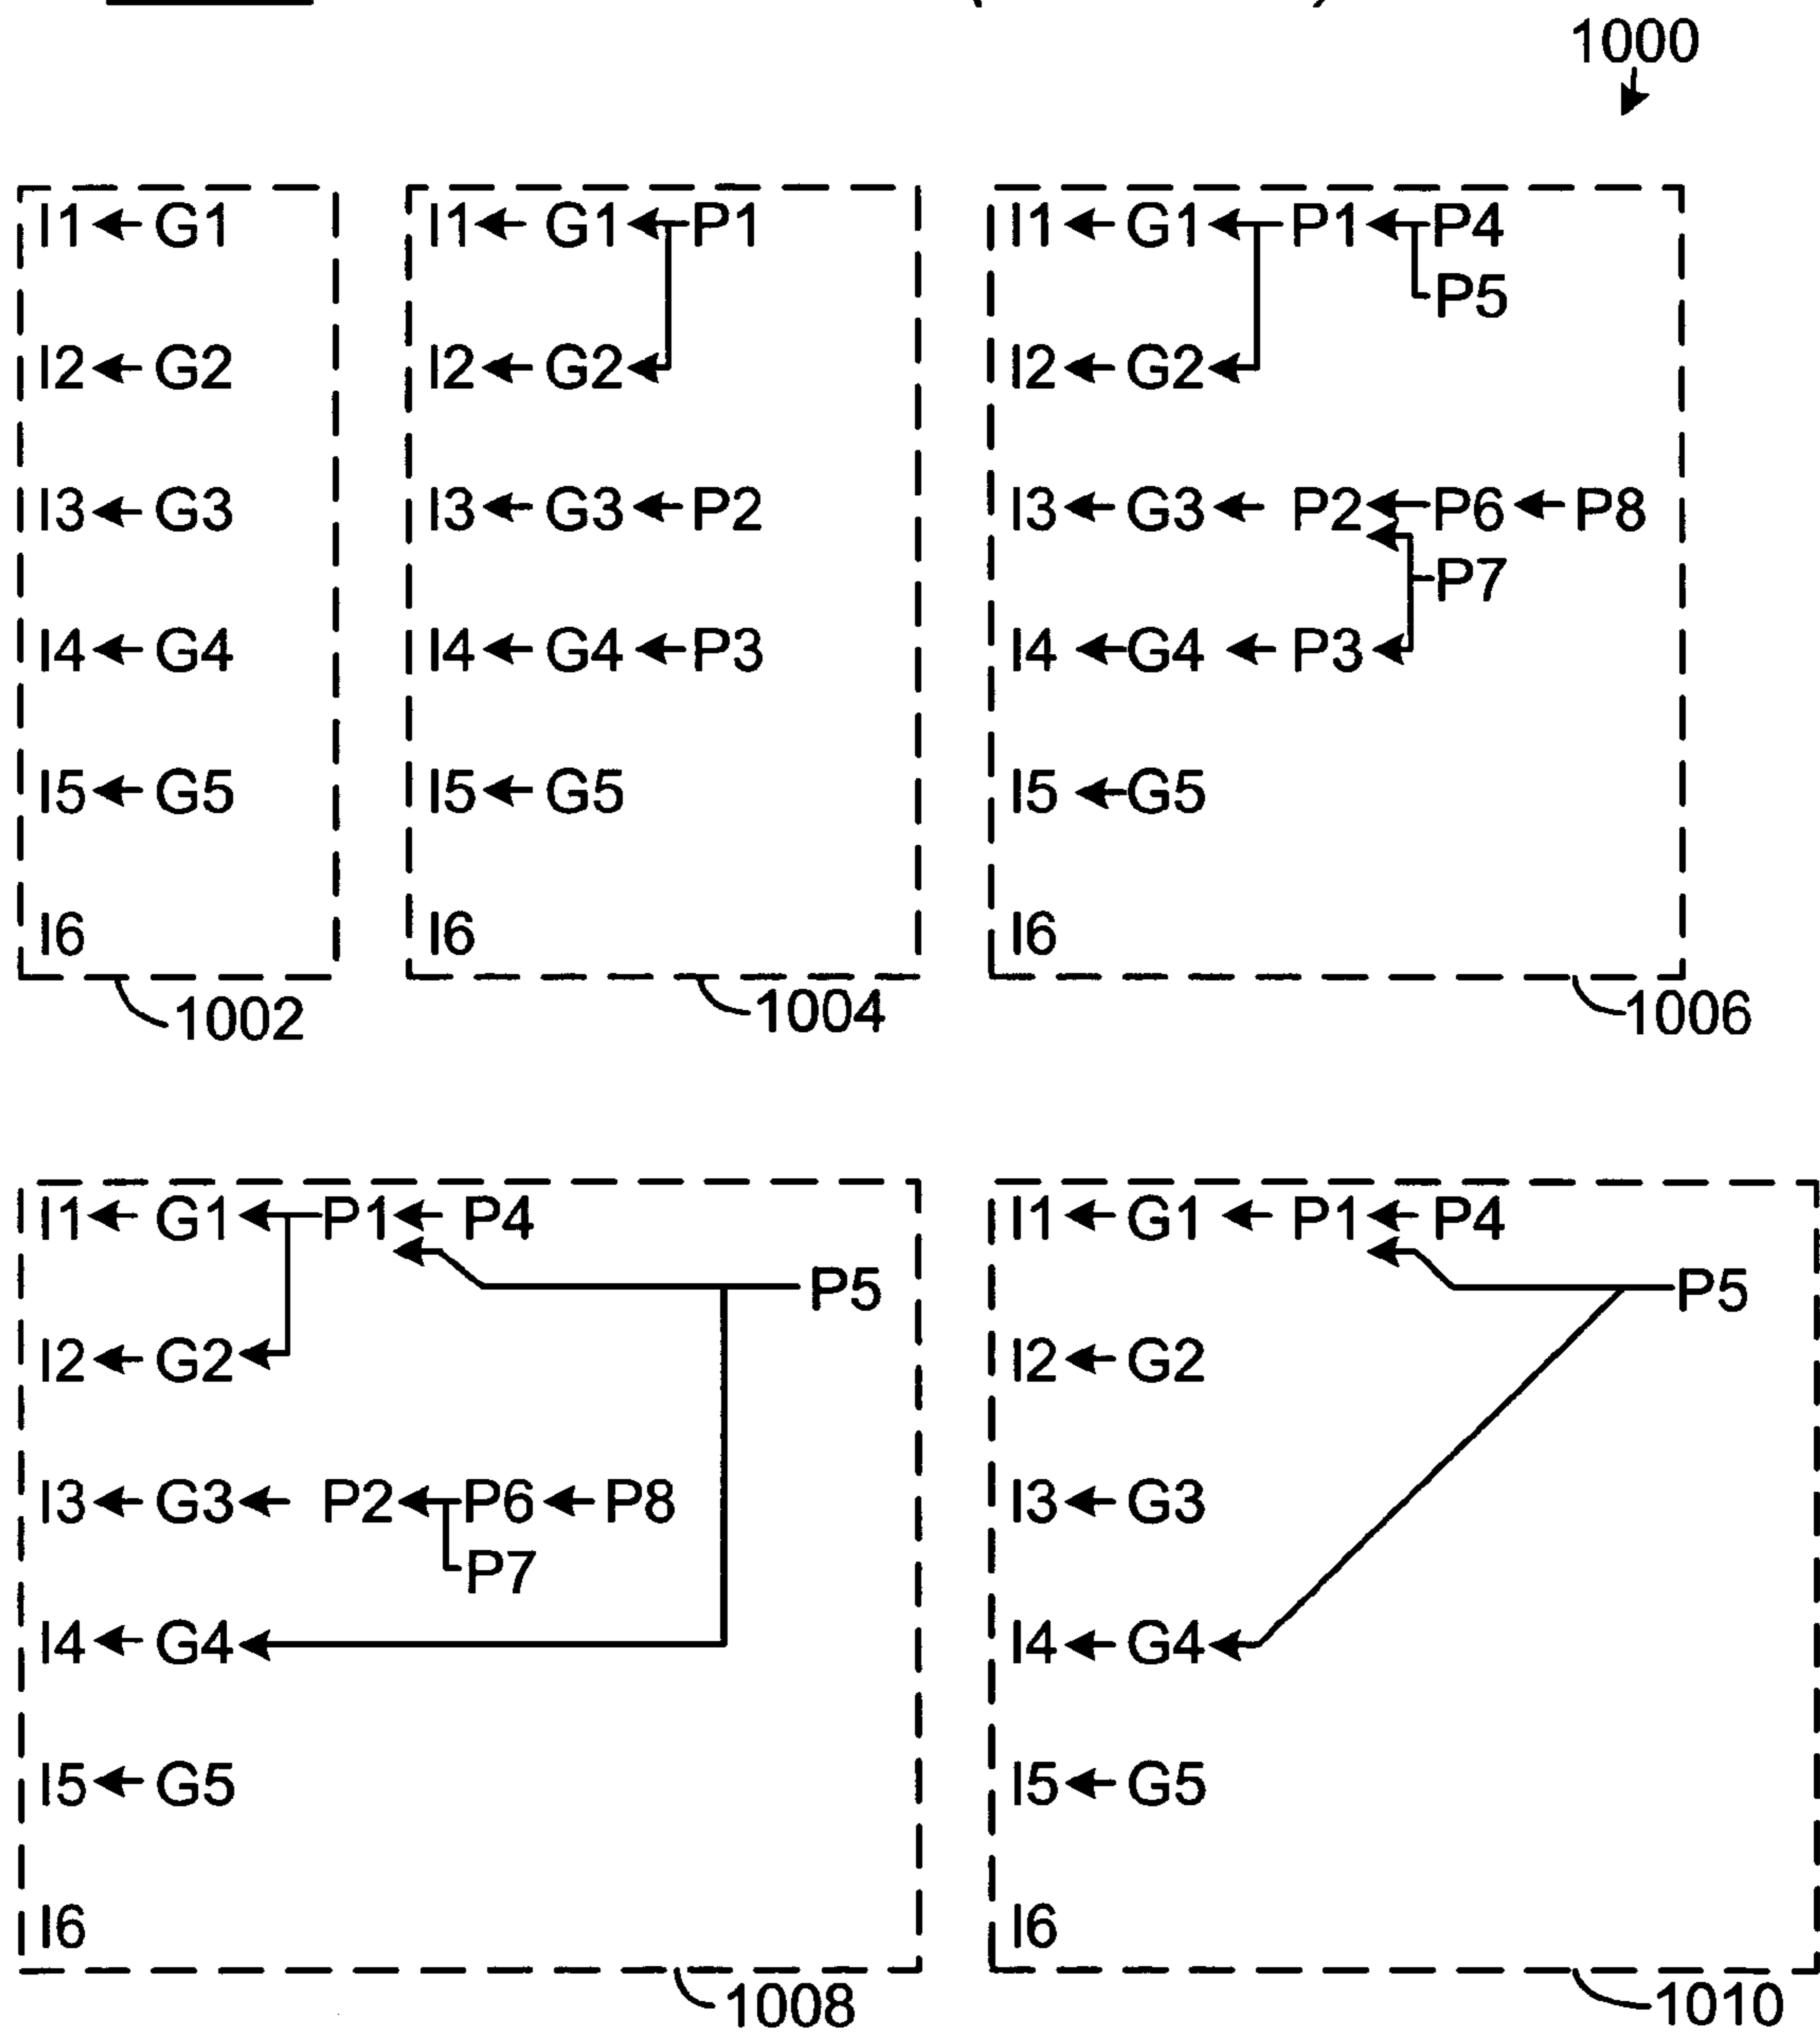 1000
I1 G1
I2 G2
I3 G3
I4 G4
I5 G5
I6
1002
I1 G1 P1
I2 G2
I3 G3 P2
I4 G4 P3
I5 G5
I6
1004
I1 G1 P1 P4
P5
I2 G2
I3 G3 P2 P6 P8
P7
I4 G4 P3
I5 G5
I6
1006
I1 G1 P1 P4
P5
I2 G2
I3 G3 P2 P6 P8
P7
I4 G4
I5 G5
I6
1008
I1 G1 P1 P4
P5
I2 G2
I3 G3
I4 G4
I5 G5
I6
1010